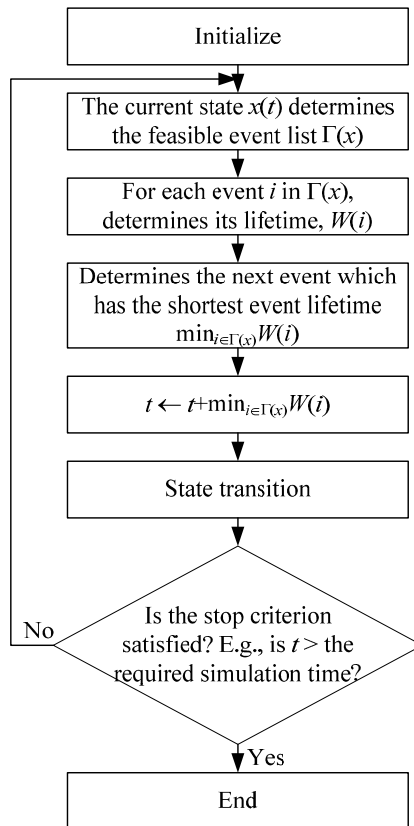 Initialize
The current state x(t) determines
the feasible event list Γ(x)
For each event i in Γ(x),
determines its lifetime, W(i)
Determines the next event which
has the shortest event lifetime
min_{i∈Γ(x)}W(i)
t ← t+min_{i∈Γ(x)}W(i)
State transition
Is the stop criterion
satisfied? E.g., is t > the
required simulation time?
No
Yes
End